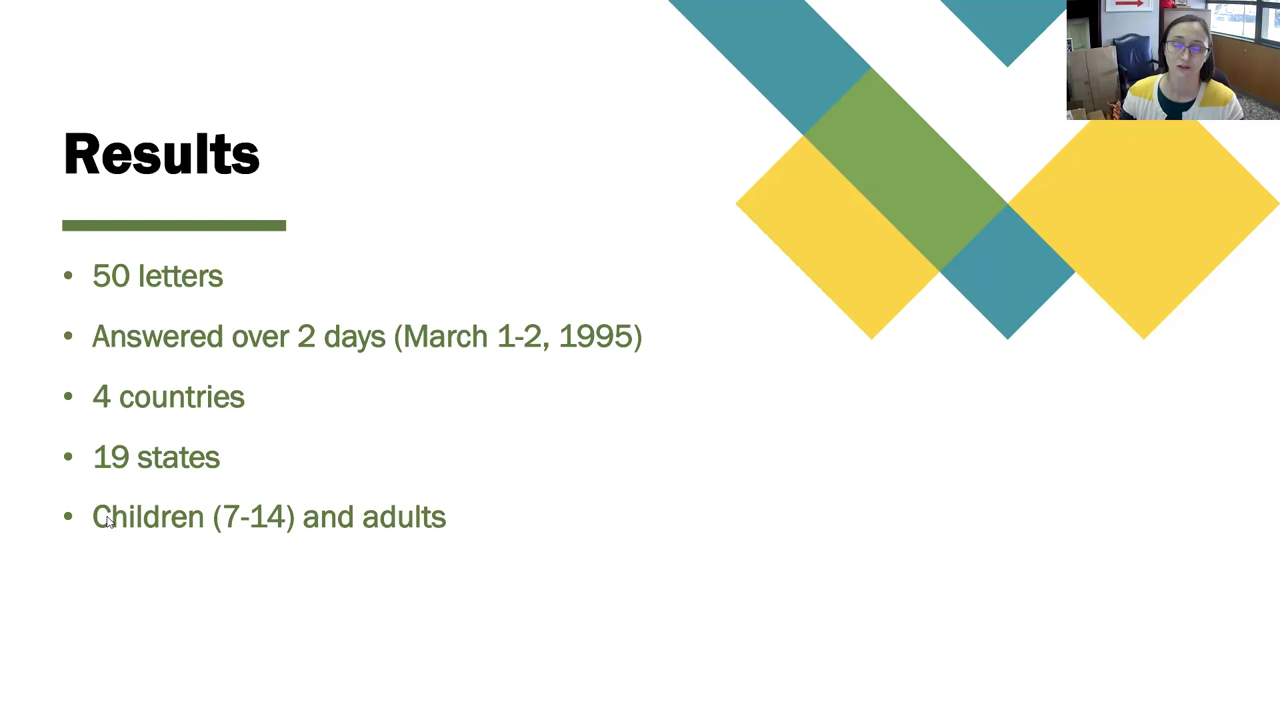 Results
• 50 letters
• Answered over 2 days (March 1-2, 1995)
• 4 countries
• 19 states
• Children (7-14) and adults